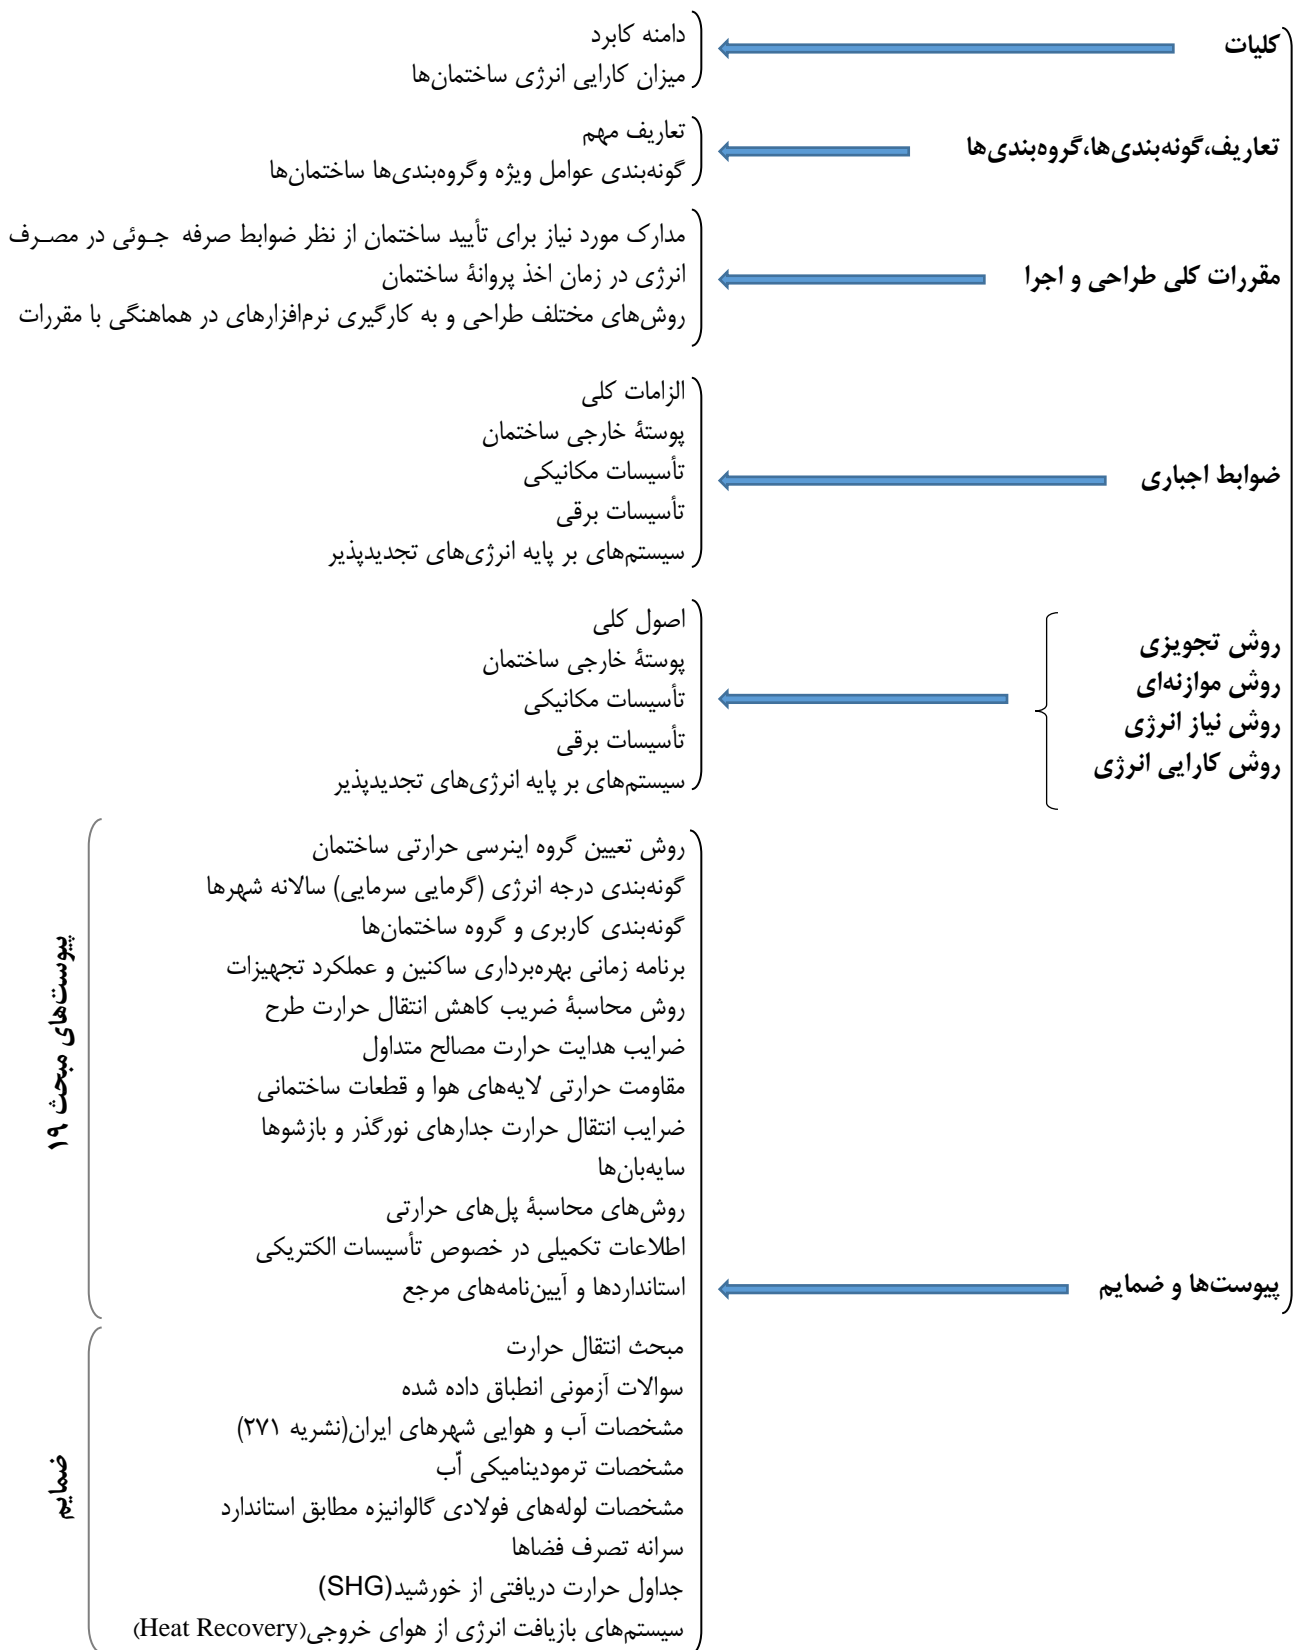 کلیات
دامنه کابرد
میزان کارایی انرژی ساختمان‌ها
تعاریف،گونه‌بندی‌ها،گروه‌بندی‌ها
تعاریف مهم
گونه‌بندی عوامل ویژه وگروه‌بندی‌ها ساختمان‌ها
مقررات کلی طراحی و اجرا
مدارک مورد نیاز برای تأیید ساختمان از نظر ضوابط صرفه جـوئی در مصـرف
انرژی در زمان اخذ پروانۀ ساختمان
روش‌های مختلف طراحی و به کارگیری نرم‌افزارهای در هماهنگی با مقررات
ضوابط اجباری
الزامات کلی
پوستۀ خارجی ساختمان
تأسیسات مکانیکی
تأسیسات برقی
سیستم‌های بر پایه انرژی‌های تجدیدپذیر
روش تجویزی
روش موازنه‌ای
روش نیاز انرژی
روش کارایی انرژی
اصول کلی
پوستۀ خارجی ساختمان
تأسیسات مکانیکی
تأسیسات برقی
سیستم‌های بر پایه انرژی‌های تجدیدپذیر
پیوست‌ها و ضمایم
روش تعیین گروه اینرسی حرارتی ساختمان
گونه‌بندی درجه انرژی (گرمایی سرمایی) سالانه شهرها
گونه‌بندی کاربری و گروه ساختمان‌ها
برنامه زمانی بهره‌برداری ساکنین و عملکرد تجهیزات
روش محاسبۀ ضریب کاهش انتقال حرارت طرح
ضرایب هدایت حرارت مصالح متداول
مقاومت حرارتی لایه‌های هوا و قطعات ساختمانی
ضرایب انتقال حرارت جدارهای نورگذر و بازشوها
سایه‌بان‌ها
روش‌های محاسبۀ پل‌های حرارتی
اطلاعات تکمیلی در خصوص تأسیسات الکتریکی
استانداردها و آیین‌نامه‌های مرجع
پیوست‌های مبحث ۱۹
مبحث انتقال حرارت
سوالات آزمونی انطباق داده شده
مشخصات آب و هوایی شهرهای ایران(نشریه ۲۷۱)
مشخصات ترمودینامیکی آّب
مشخصات لوله‌های فولادی گالوانیزه مطابق استاندارد
سرانه تصرف فضاها
جداول حرارت دریافتی از خورشید(SHG)
سیستم‌های بازیافت انرژی از هوای خروجی(Heat Recovery)
ضمایم